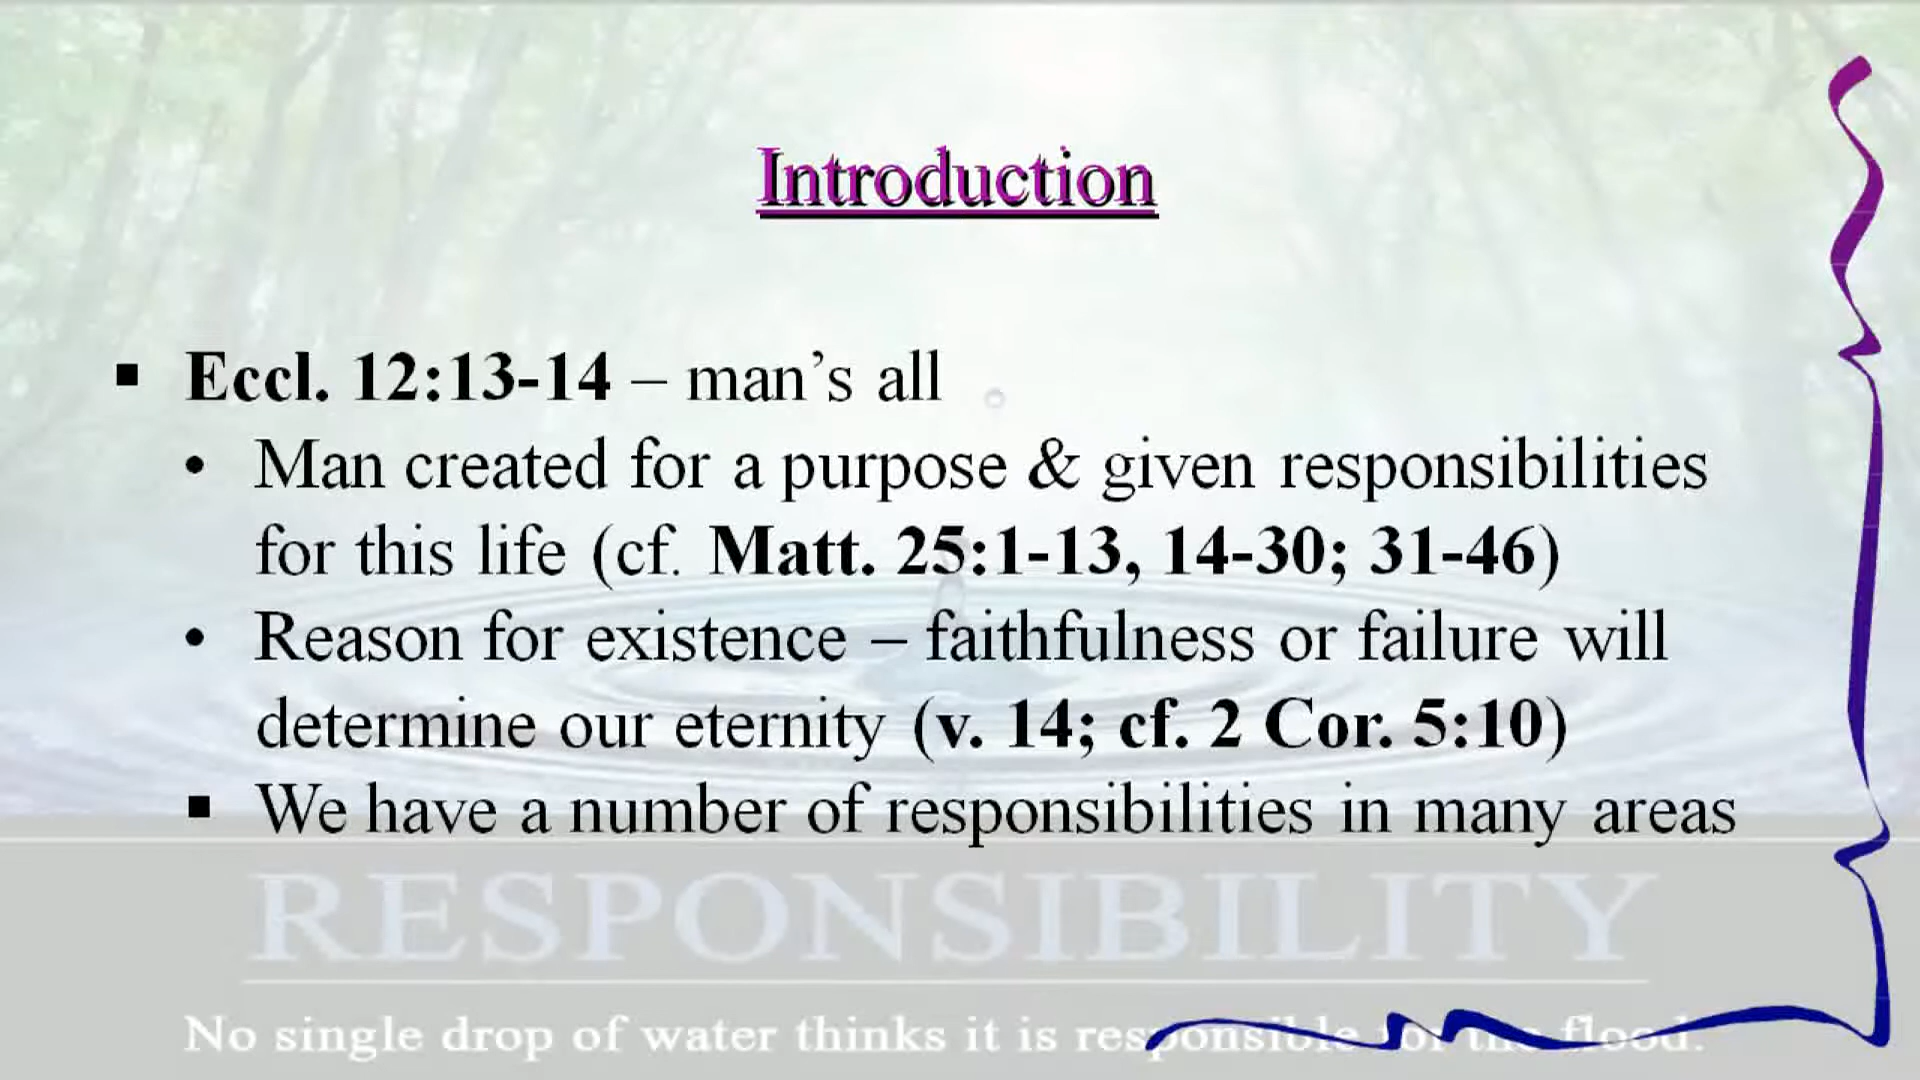 Introduction
▪ Eccl. 12:13-14 – man’s all
• Man created for a purpose & given responsibilities
for this life (cf. Matt. 25:1-13, 14-30; 31-46)
• Reason for existence – faithfulness or failure will
determine our eternity (v. 14; cf. 2 Cor. 5:10)
▪ We have a number of responsibilities in many areas
RESPONSIBILITY
No single drop of water thinks it is responsible for the flood.